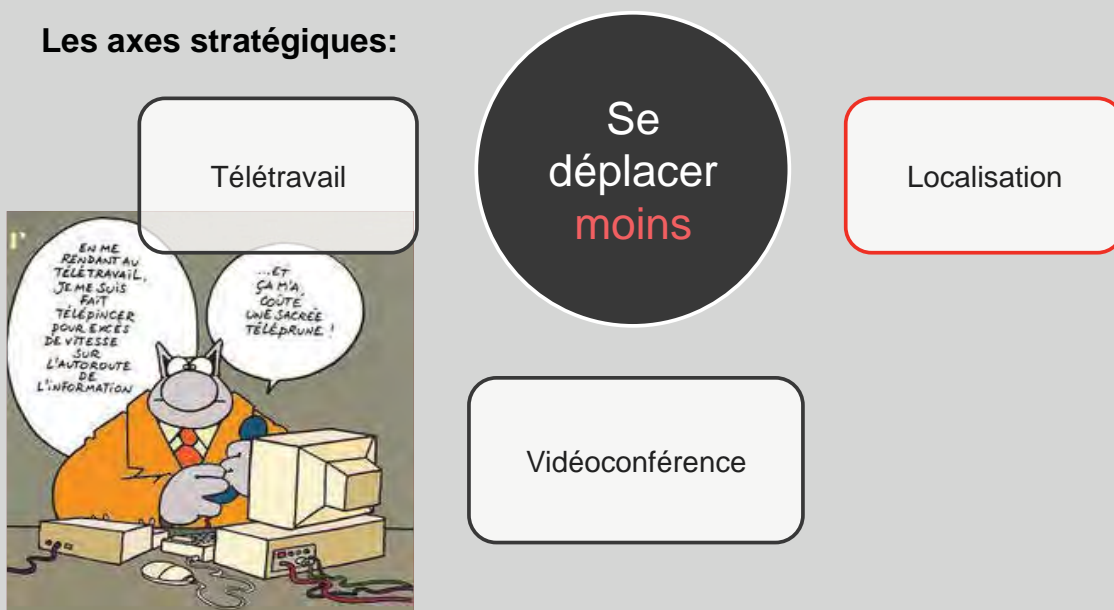 Les axes stratégiques:
Se
déplacer
moins
Télétravail
Localisation
EN ME
RENDANT AU
TÉLÉTRAVAIL,
JE ME SUIS
FAIT
TÉLÉPINCER
POUR EXCÈS
DE VITESSE
SUR
L'AUTOROUTE
DE
L'INFORMATION
...ET
ÇA M'A
COÛTÉ
UNE SACRÉE
TÉLÉPRUNE !
Vidéoconférence